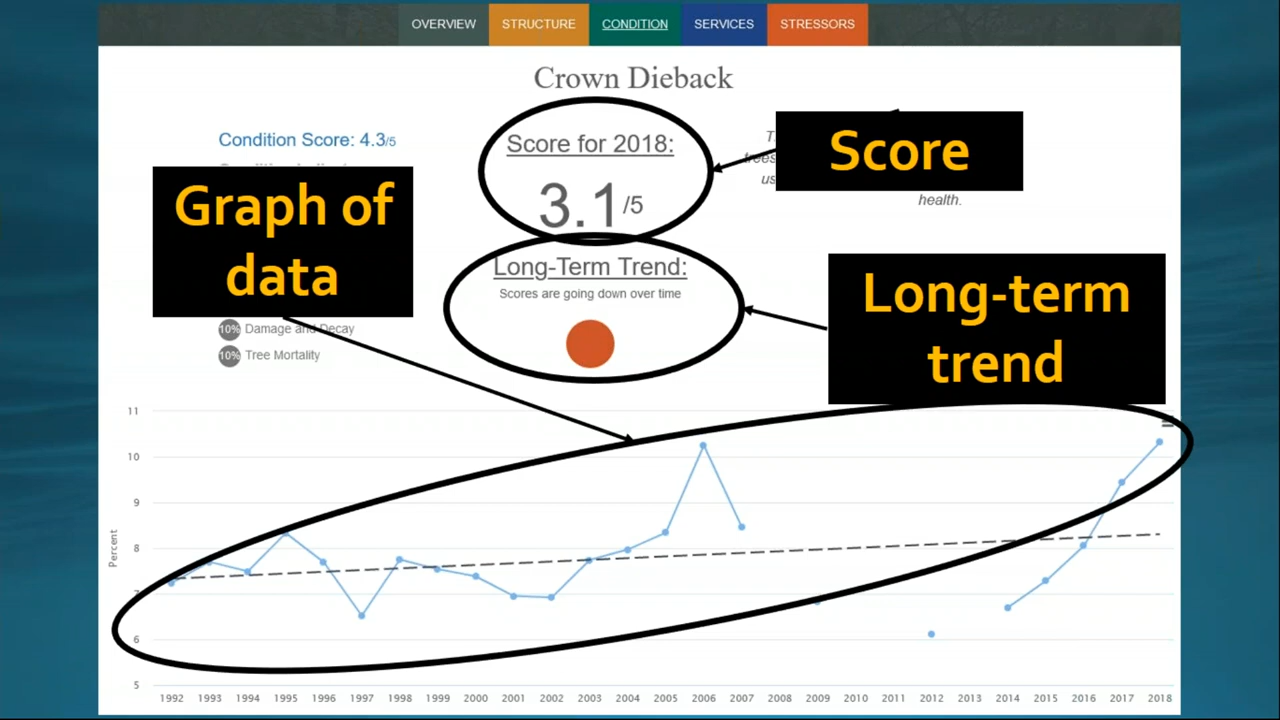 OVERVIEW STRUCTURE CONDITION SERVICES STRESSORS
Crown Dieback
Condition Score: 4.3/5
Score for 2018:
3.1/5
Score
health.
Graph of
data
Long-Term Trend:
Scores are going down over time
Long-term
trend
10% Damage and Decay
10% Tree Mortality
11
10
9
8
6
5
Percent
1992 1993 1994 1995 1996 1997 1998 1999 2000 2001 2002 2003 2004 2005 2006 2007 2008 2009 2010 2011 2012 2013 2014 2015 2016 2017 2018